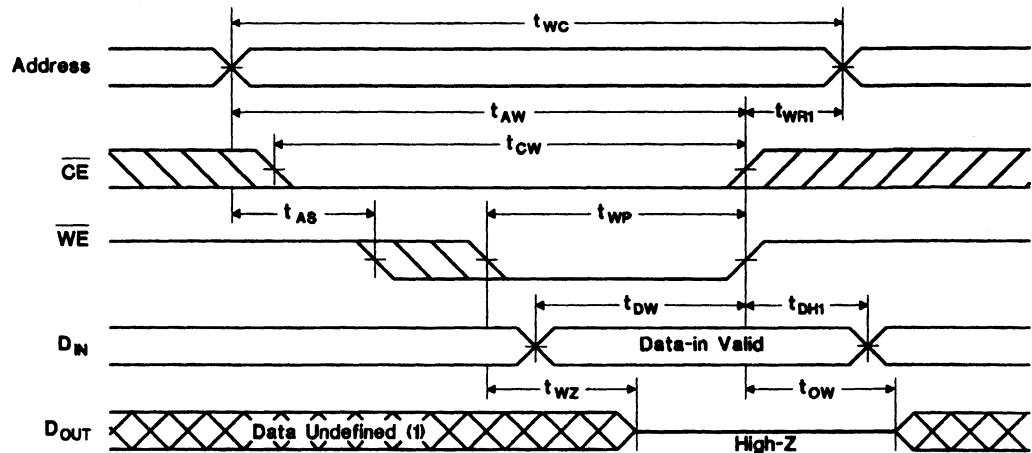 tWC
Address
tAW
tWR1
tCW
CE
tAS
tWP
WE
tDW
tDH1
DIN
Data-in Valid
tWZ
tOW
DOUT
Data Undefined (1)
High-Z